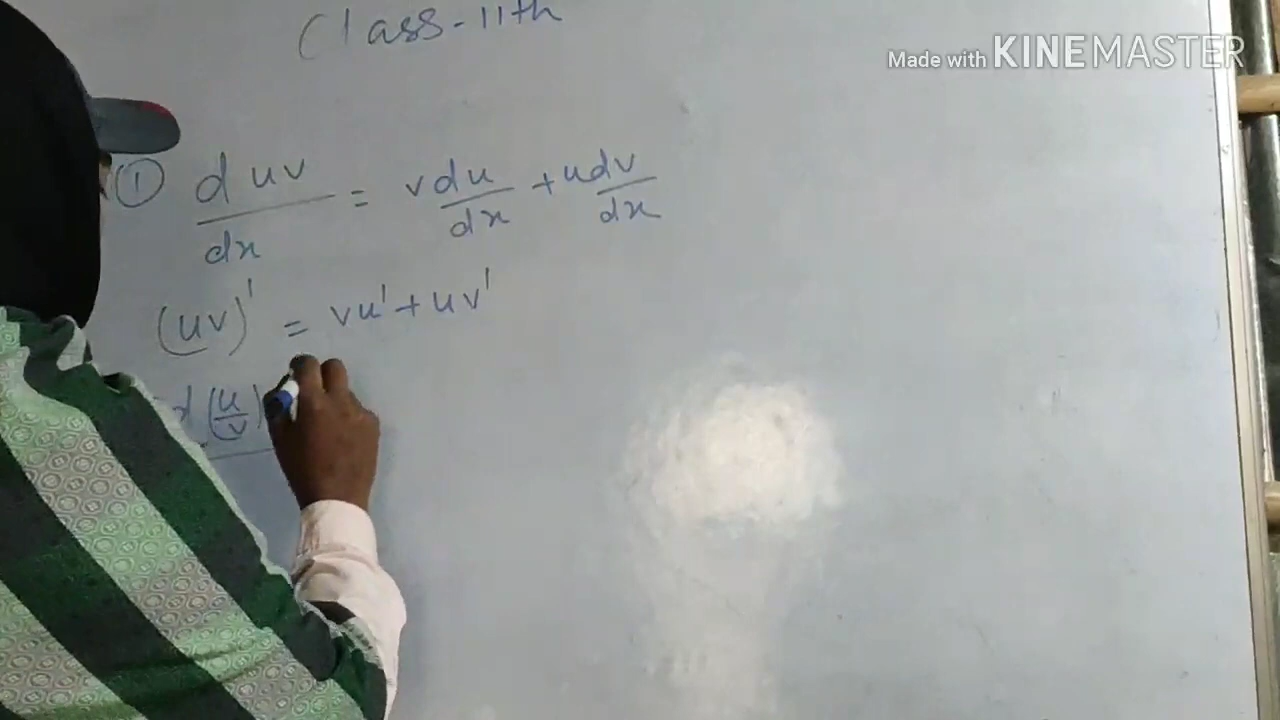 Class-11th
Made with KINEMASTER
① d uv/dx = v du/dx + u dv/dx
(uv)' = vu' + uv'
d(u/v)